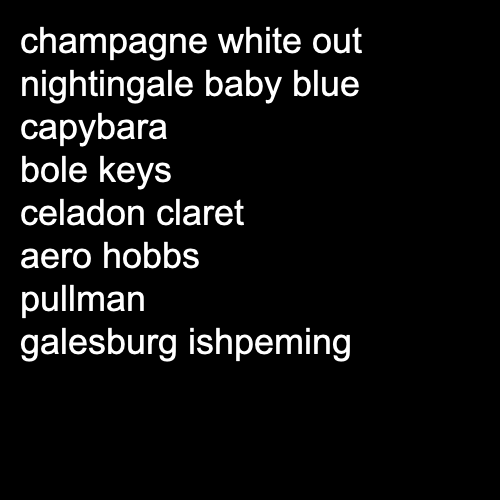 champagne white out
nightingale baby blue
capybara
bole keys
celadon claret
aero hobbs
pullman
galesburg ishpeming